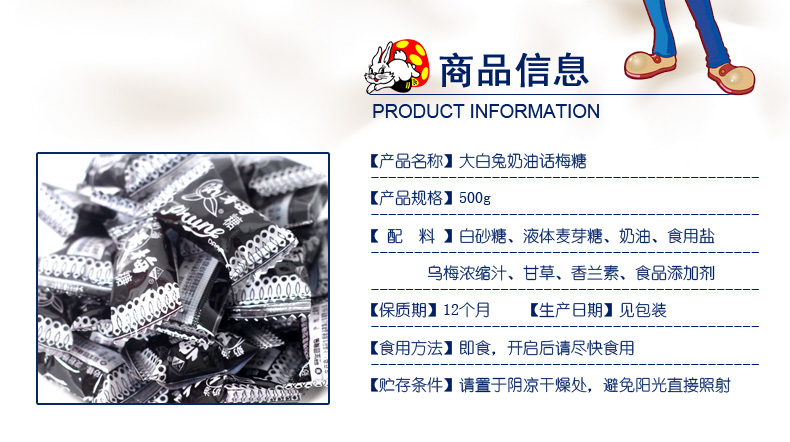 商品信息
PRODUCT INFORMATION
【产品名称】大白兔奶油话梅糖
【产品规格】500g
【 配 料 】白砂糖、液体麦芽糖、奶油、食用盐
乌梅浓缩汁、甘草、香兰素、食品添加剂
【保质期】12个月 【生产日期】见包装
【食用方法】即食，开启后请尽快食用
【贮存条件】请置于阴凉干燥处，避免阳光直接照射
Prune
糖